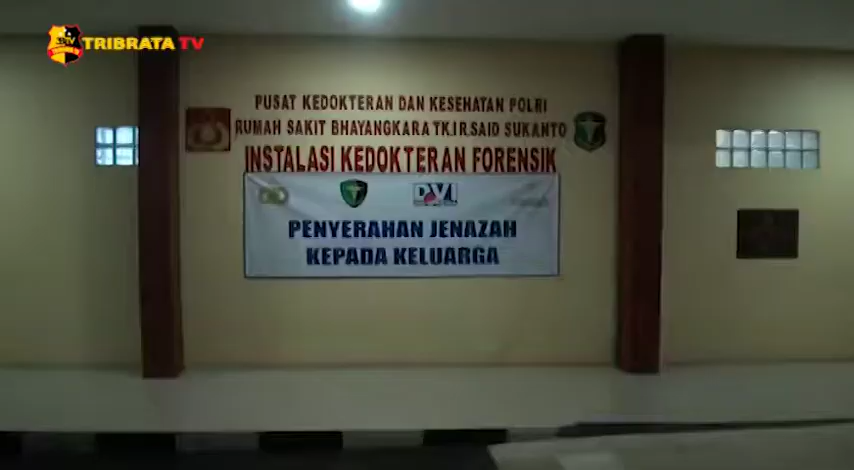 TRIBRATA TV
PUSAT KEDOKTERAN DAN KESEHATAN POLRI
RUMAH SAKIT BHAYANGKARA TK.I R.SAID SUKANTO
INSTALASI KEDOKTERAN FORENSIK
DVI
PENYERAHAN JENAZAH
KEPADA KELUARGA